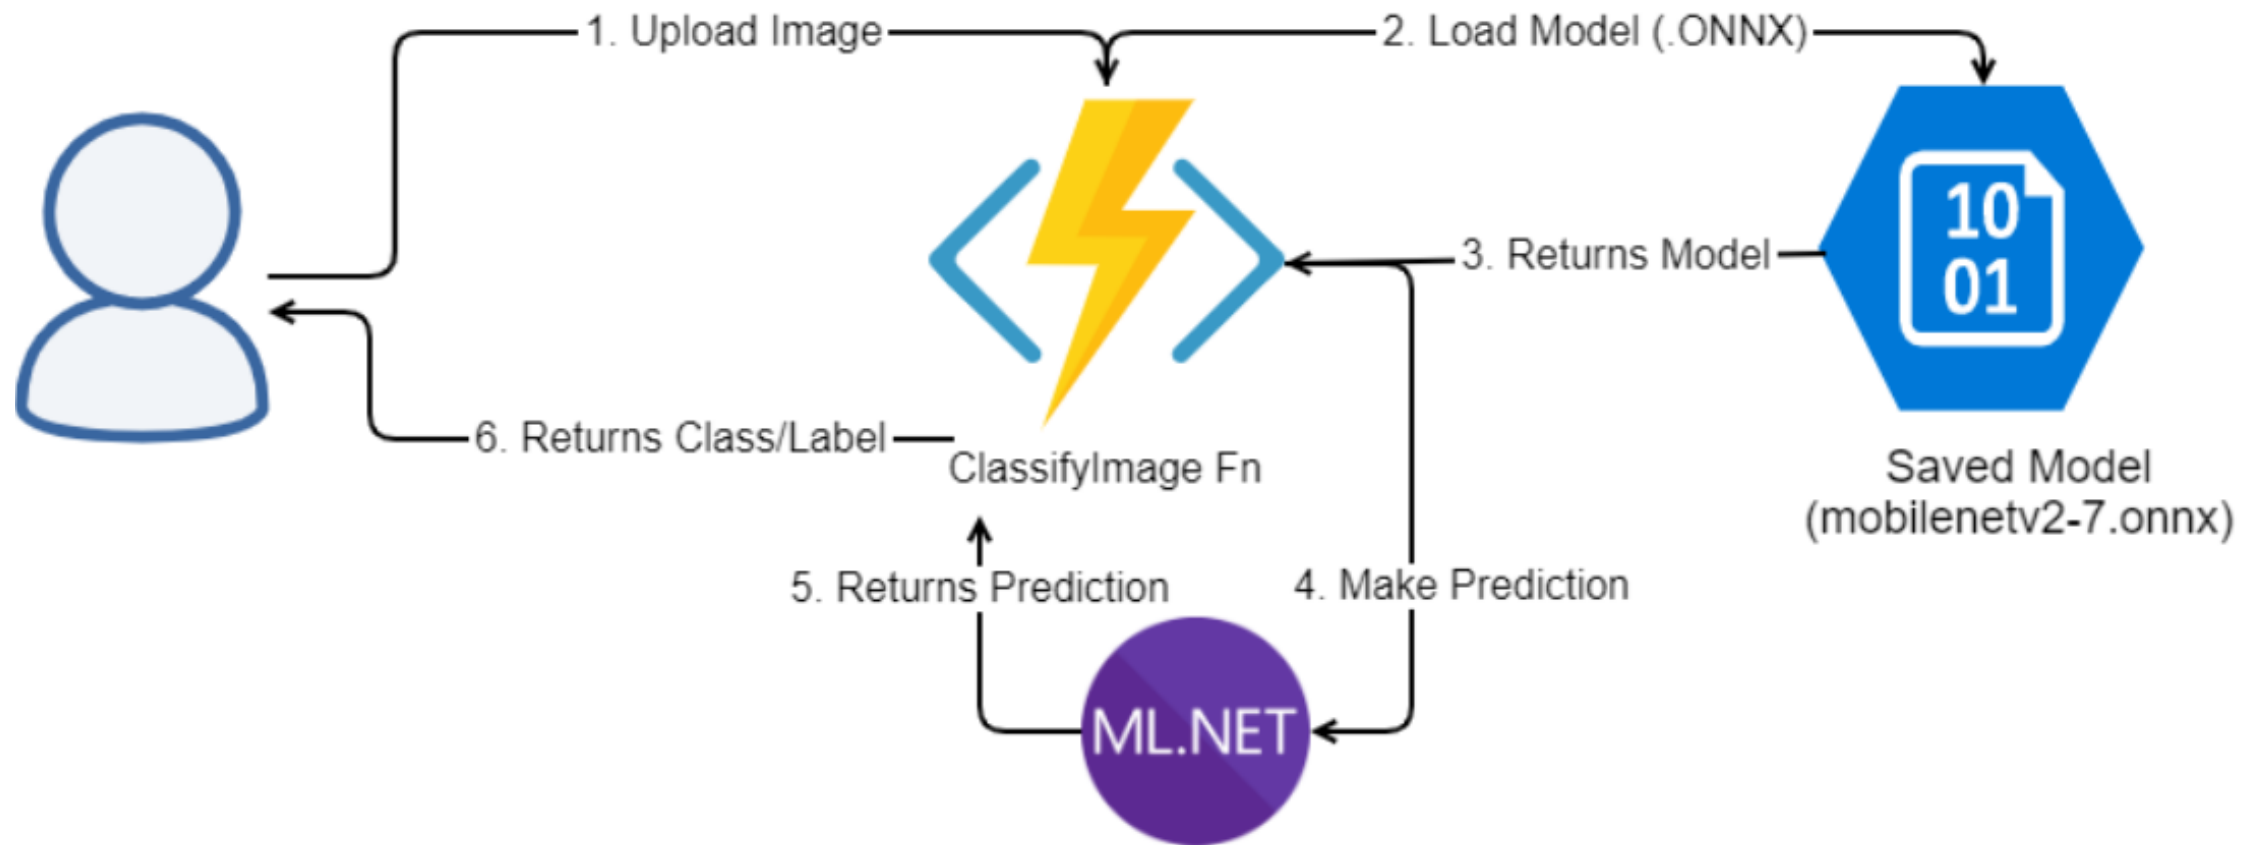 1. Upload Image
2. Load Model (.ONNX)
10
01
3. Returns Model
6. Returns Class/Label
ClassifyImage Fn
Saved Model
(mobilenetv2-7.onnx)
5. Returns Prediction
4. Make Prediction
ML.NET